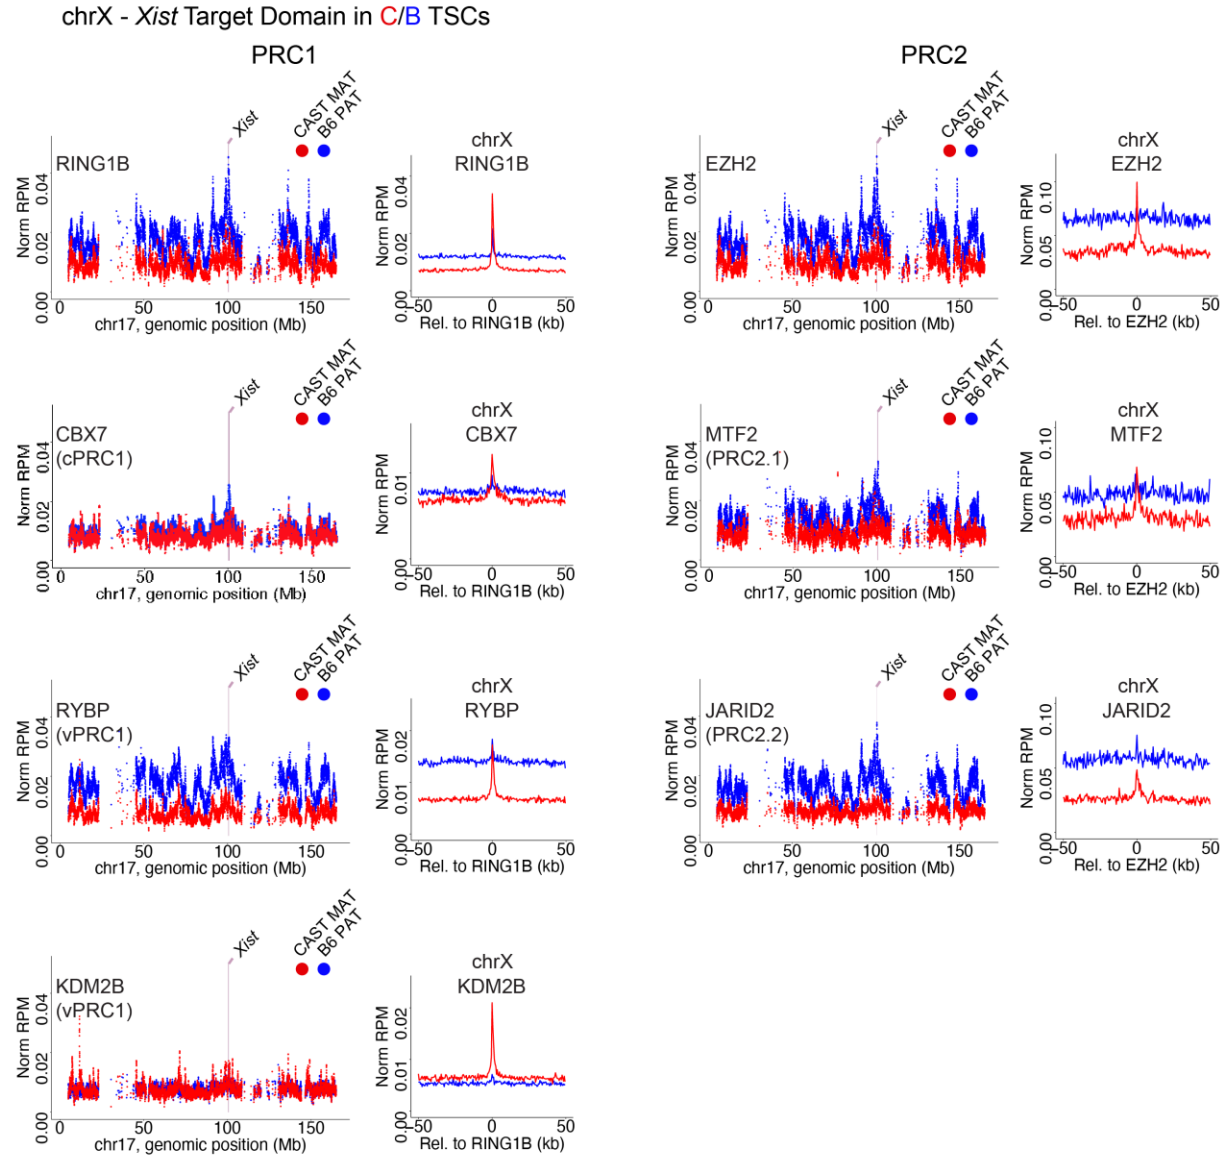 chrX - Xist Target Domain in C/B TSCs
PRC1
PRC2
RING1B
Xist
CAST MAT
B6 PAT
Norm RPM
0.00
0.02
0.04
0
50
100
150
chr17, genomic position (Mb)
chrX
RING1B
Norm RPM
0.00
0.02
0.04
-50
0
50
Rel. to RING1B (kb)
EZH2
Xist
CAST MAT
B6 PAT
Norm RPM
0.00
0.02
0.04
0
50
100
150
chr17, genomic position (Mb)
chrX
EZH2
Norm RPM
0.00
0.05
0.10
-50
0
50
Rel. to EZH2 (kb)
CBX7
(cPRC1)
Xist
CAST MAT
B6 PAT
Norm RPM
0.00
0.02
0.04
0
50
100
150
chr17, genomic position (Mb)
chrX
CBX7
Norm RPM
0.00
0.01
-50
0
50
Rel. to RING1B (kb)
MTF2
(PRC2.1)
Xist
CAST MAT
B6 PAT
Norm RPM
0.00
0.02
0.04
0
50
100
150
chr17, genomic position (Mb)
chrX
MTF2
Norm RPM
0.00
0.05
0.10
-50
0
50
Rel. to EZH2 (kb)
RYBP
(vPRC1)
Xist
CAST MAT
B6 PAT
Norm RPM
0.00
0.02
0.04
0
50
100
150
chr17, genomic position (Mb)
chrX
RYBP
Norm RPM
0.00
0.01
0.02
-50
0
50
Rel. to RING1B (kb)
JARID2
(PRC2.2)
Xist
CAST MAT
B6 PAT
Norm RPM
0.00
0.02
0.04
0
50
100
150
chr17, genomic position (Mb)
chrX
JARID2
Norm RPM
0.00
0.05
0.10
-50
0
50
Rel. to EZH2 (kb)
KDM2B
(vPRC1)
Xist
CAST MAT
B6 PAT
Norm RPM
0.00
0.02
0.04
0
50
100
150
chr17, genomic position (Mb)
chrX
KDM2B
Norm RPM
0.00
0.01
0.02
-50
0
50
Rel. to RING1B (kb)